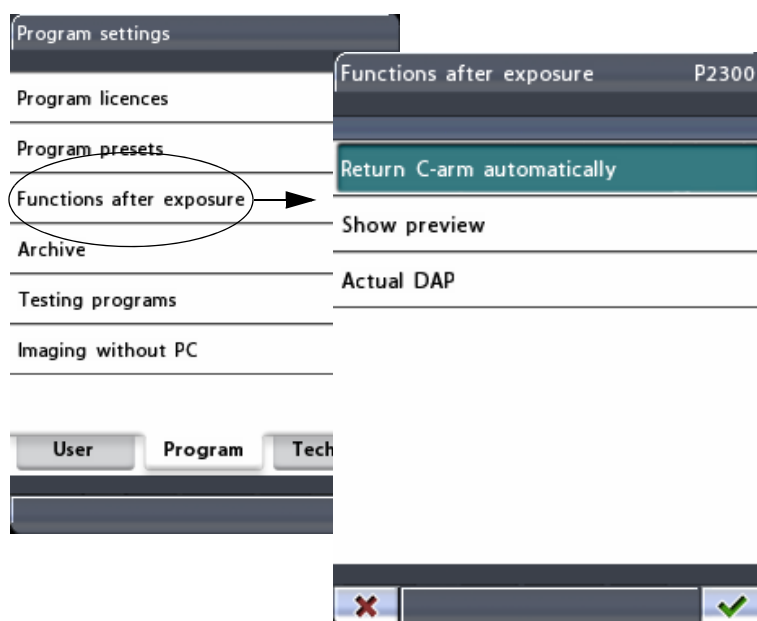 Program settings
Program licences
Program presets
Functions after exposure
Archive
Testing programs
Imaging without PC
User Program Tech
Functions after exposure P2300
Return C-arm automatically
Show preview
Actual DAP